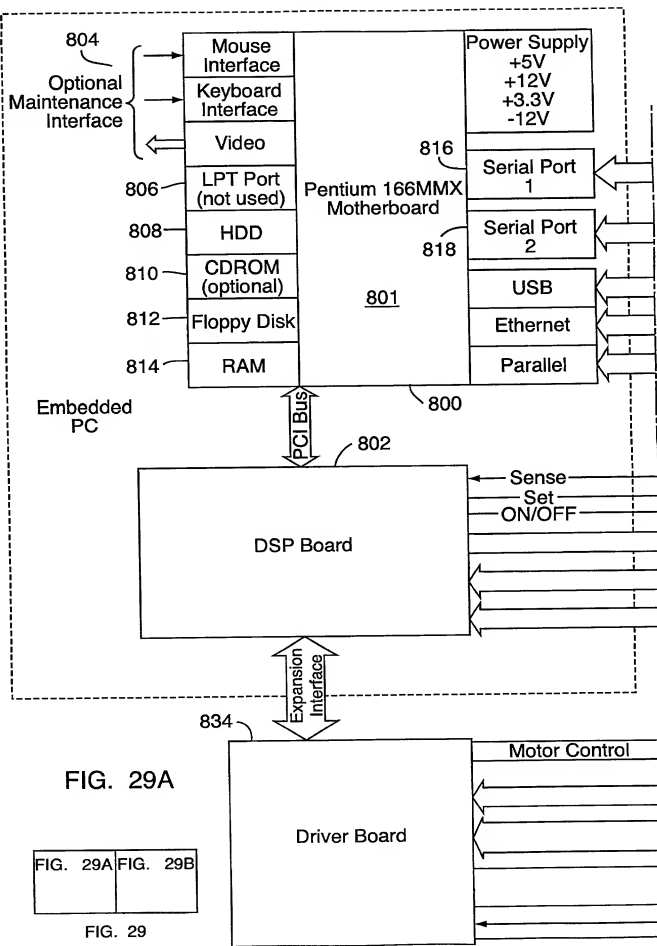 804
Optional
Maintenance
Interface
Mouse
Interface
Keyboard
Interface
Video
806
LPT Port
(not used)
808
HDD
810
CDROM
(optional)
812
Floppy Disk
814
RAM
Pentium 166MMX
Motherboard
801
Power Supply
+5V
+12V
+3.3V
-12V
816
Serial Port
1
818
Serial Port
2
USB
Ethernet
Parallel
800
Embedded
PC
PCI Bus
802
DSP Board
Sense
Set
ON/OFF
Expansion
Interface
834
Driver Board
Motor Control
FIG. 29A
FIG. 29A FIG. 29B
FIG. 29